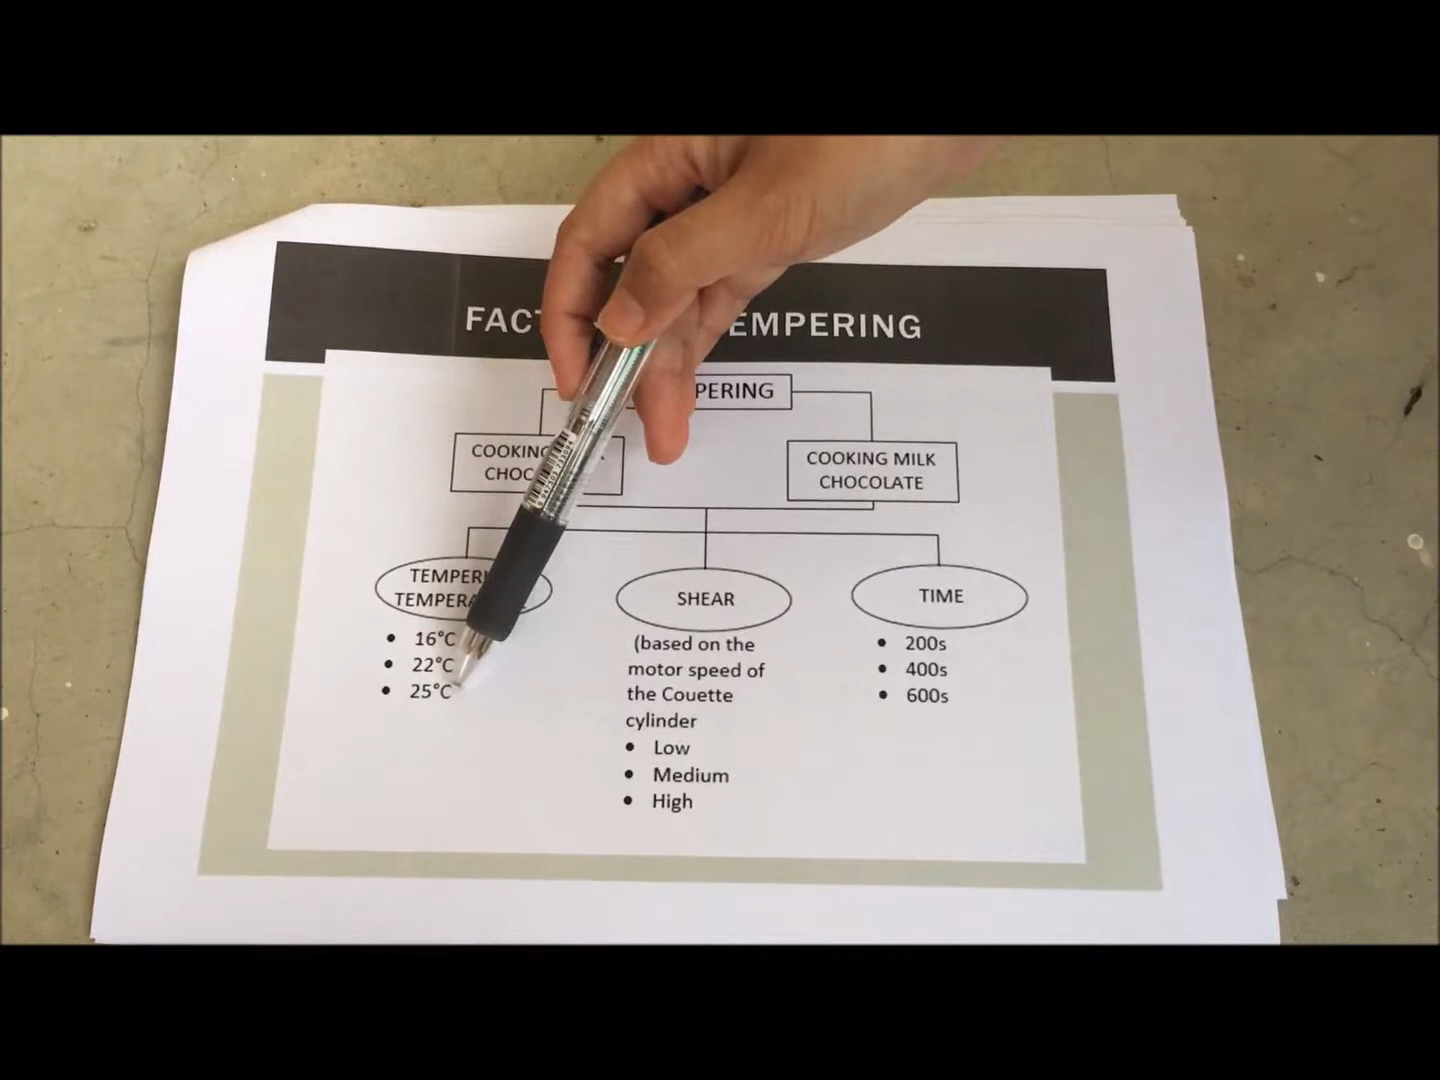 FACT EMPERING
PERING
COOKING
CHOC
COOKING MILK
CHOCOLATE
TEMPERI
TEMPERA
• 16°C
• 22°C
• 25°C
SHEAR
(based on the
motor speed of
the Couette
cylinder
• Low
• Medium
• High
TIME
• 200s
• 400s
• 600s